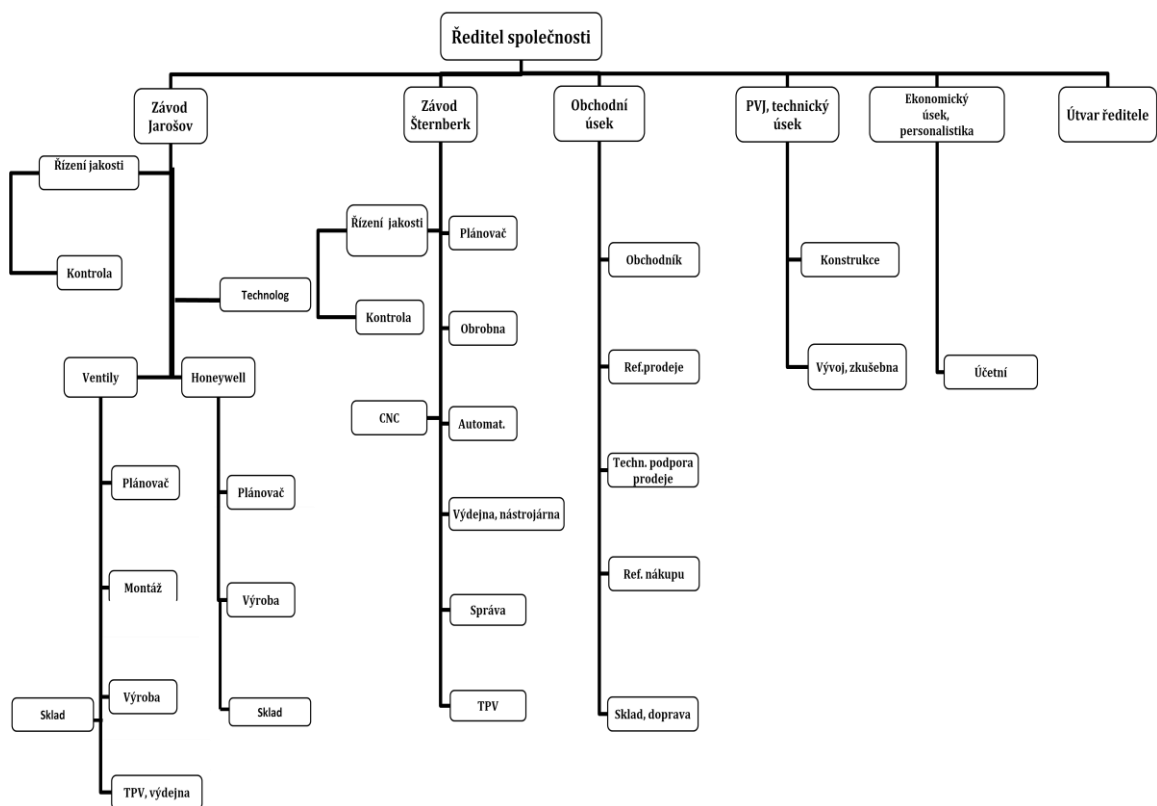 Ředitel společnosti
Závod
Jarošov
Závod
Šternberk
Obchodní
úsek
PVJ, technický
úsek
Ekonomický
úsek,
personalistika
Útvar ředitele
Řízení jakosti
Kontrola
Technolog
Ventily
Honeywell
Plánovač
Montáž
Výroba
Sklad
TPV, výdejna
Plánovač
Výroba
Sklad
Řízení jakosti
Kontrola
Plánovač
Obrobna
CNC
Automat.
Výdejna, nástrojárna
Správa
TPV
Obchodník
Ref.prodeje
Techn. podpora
prodeje
Ref. nákupu
Sklad, doprava
Konstrukce
Vývoj, zkušebna
Účetní